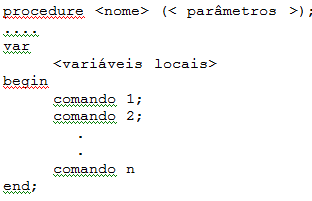 procedure <nome> (< parâmetros >);
....
var
<variáveis locais>
begin
comando 1;
comando 2;
.
.
comando n
end;